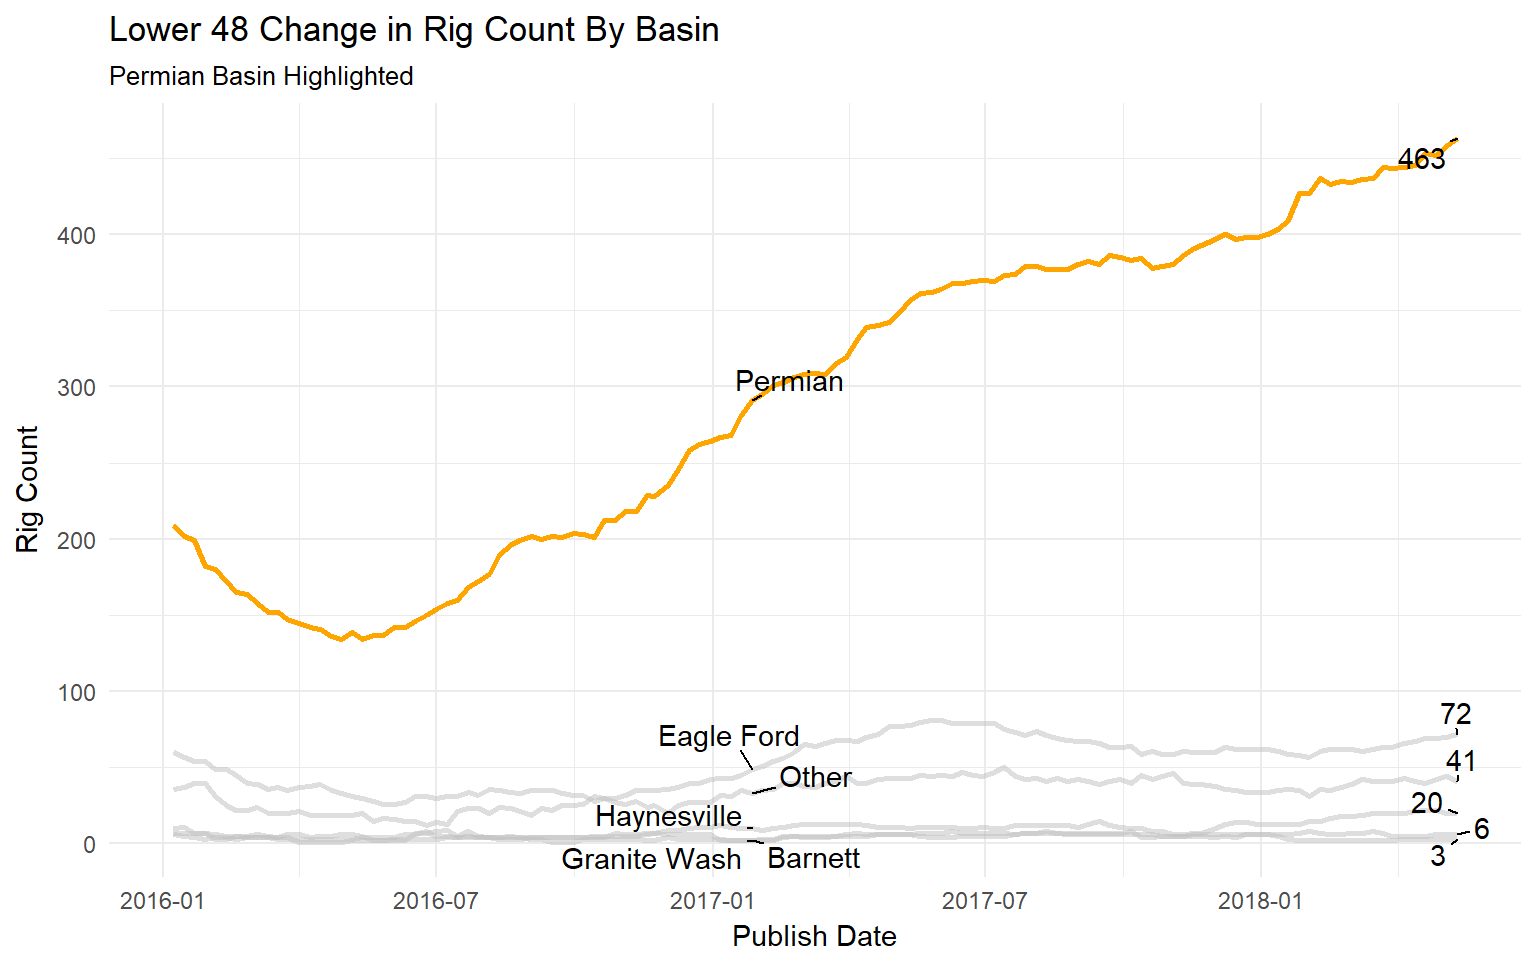 Lower 48 Change in Rig Count By Basin
Permian Basin Highlighted
463
400
Permian
300
Rig Count
200
100
72
Eagle Ford
41
Other
20
Haynesville
6
0
Granite Wash
Barnett
3
2016-01 2016-07 2017-01 2017-07 2018-01
Publish Date